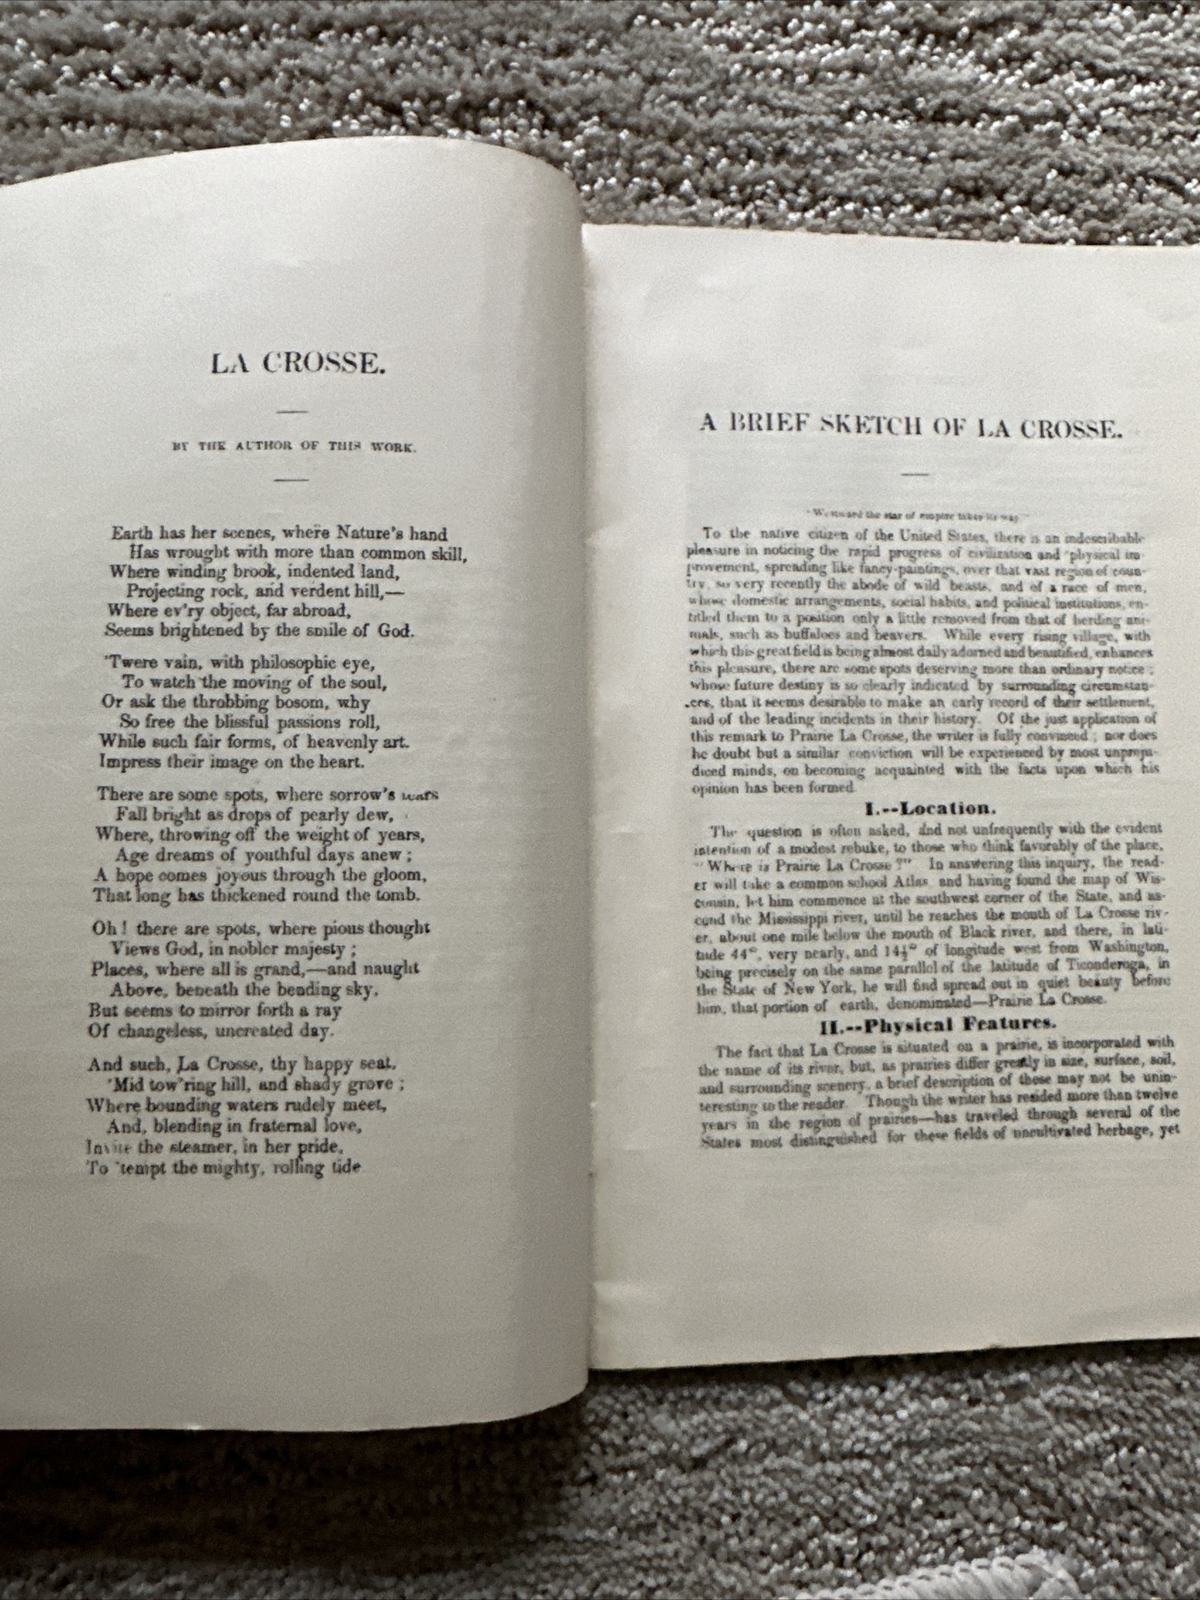 LA CROSSE.
BY THE AUTHOR OF THIS WORK.
Earth has her scenes, where Nature's hand
Has wrought with more than common skill,
Where winding brook, indented land,
Projecting rock, and verdent hill,—
Where ev'ry object, far abroad,
Seems brightened by the smile of God.
'Twere vain, with philosophic eye,
To watch the moving of the soul,
Or ask the throbbing bosom, why
So free the blissful passions roll,
While such fair forms, of heavenly art.
Impress their image on the heart.
There are some spots, where sorrow's
Fall bright as drops of pearly dew,
Where, throwing off the weight of years,
Age dreams of youthful days anew;
A hope comes joyous through the gloom,
That long has thickened round the tomb.
Oh! there are spots, where pious thought
Views God, in nobler majesty;
Places, where all is grand,—and naught
Above, beneath the bending sky,
But seems to mirror forth a ray
Of changeless, uncreated day.
And such, La Crosse, thy happy seat,
'Mid tow'ring hill, and shady grove;
Where bounding waters rudely meet,
And, blending in fraternal love,
Invite the steamer, in her pride,
To 'tempt the mighty, rolling tide
A BRIEF SKETCH OF LA CROSSE.
"Westward the star of empire takes its way"
To the native citizen of the United States, there is an indescribable
pleasure in noticing the rapid progress of civilization and physical im-
provement, spreading like fancy-paintings, over that vast region of coun-
try, so very recently the abode of wild beasts, and of a race of men,
whose domestic arrangements, social habits, and political institutions, en-
titled them to a position only a little removed from that of herding ani-
mals, such as buffaloes and beavers. While every rising village, with
which this great field is being almost daily adorned and beautified, enhances
this pleasure, there are some spots deserving more than ordinary notice;
whose future destiny is so clearly indicated by surrounding circumstan-
ces, that it seems desirable to make an early record of their settlement,
and of the leading incidents in their history. Of the just application of
this remark to Prairie La Crosse, the writer is fully convinced; nor does
he doubt but a similar conviction will be experienced by most unpreju-
diced minds, on becoming acquainted with the facts upon which his
opinion has been formed.
I.--Location.
The question is often asked, and not unfrequently with the evident
intention of a modest rebuke, to those who think favorably of the place,
"Where is Prairie La Crosse?" In answering this inquiry, the read-
er will take a common school Atlas, and having found the map of Wis-
consin, let him commence at the southwest corner of the State, and as-
cend the Mississippi river, until he reaches the mouth of La Crosse riv-
er, about one mile below the mouth of Black river, and there, in lati-
tude 44°, very nearly, and 14½° of longitude west from Washington,
being precisely on the same parallel of the latitude of Ticonderoga, in
the State of New York, he will find spread out in quiet beauty before
him, that portion of earth, denominated—Prairie La Crosse.
II.--Physical Features.
The fact that La Crosse is situated on a prairie, is incorporated with
the name of its river, but, as prairies differ greatly in size, surface, soil,
and surrounding scenery, a brief description of these may not be unin-
teresting to the reader. Though the writer has resided more than twelve
years in the region of prairies—has traveled through several of the
States most distinguished for these fields of uncultivated herbage, yet